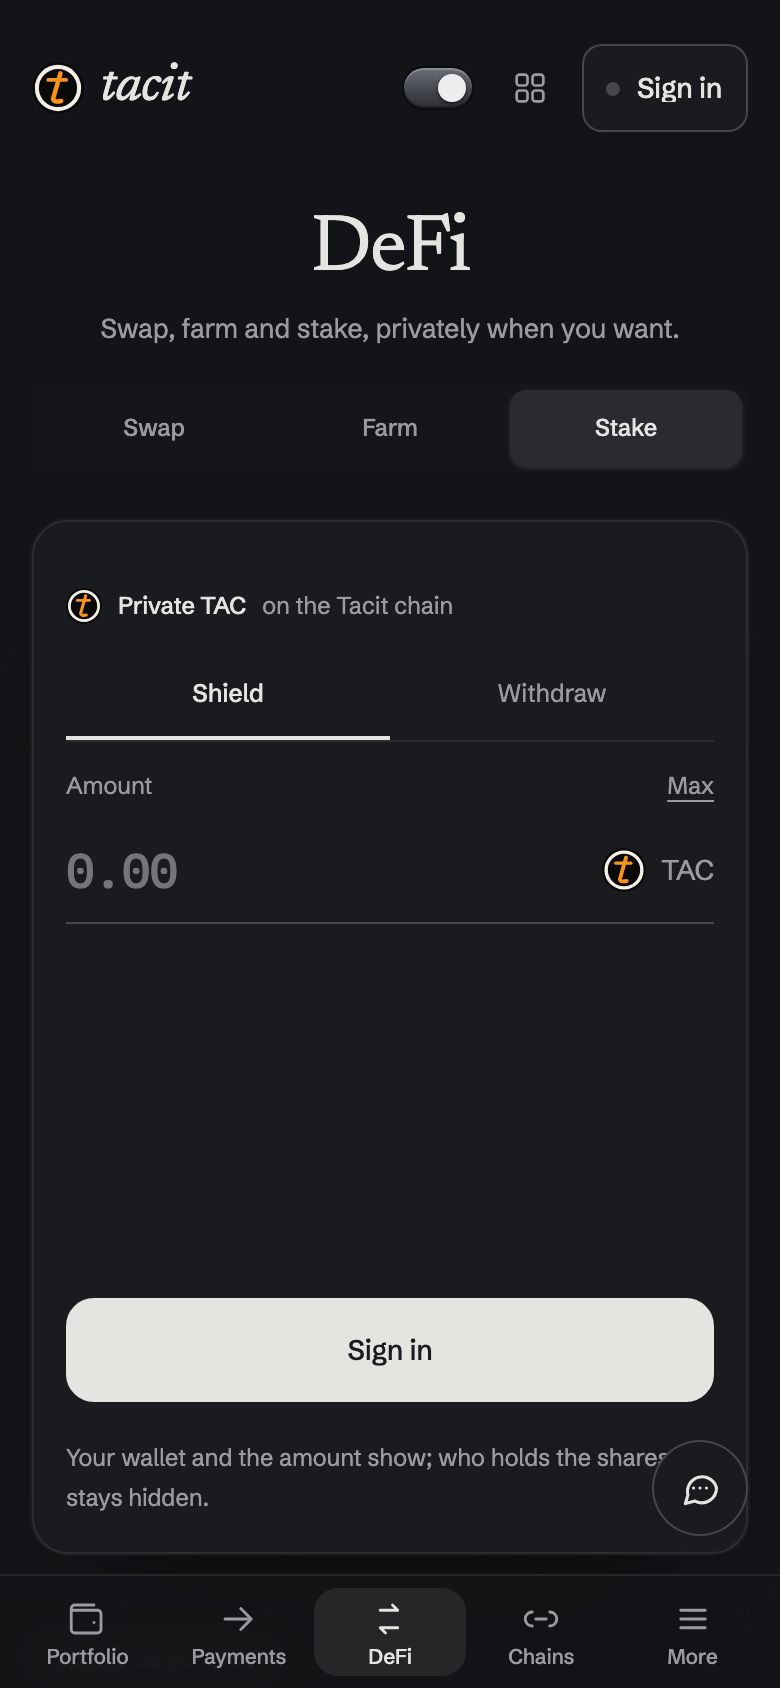 tacit
Sign in
DeFi
Swap, farm and stake, privately when you want.
Swap Farm Stake
Private TAC on the Tacit chain
Shield Withdraw
Amount Max
0.00 TAC
Sign in
Your wallet and the amount show; who holds the shares
stays hidden.
Portfolio Payments DeFi Chains More